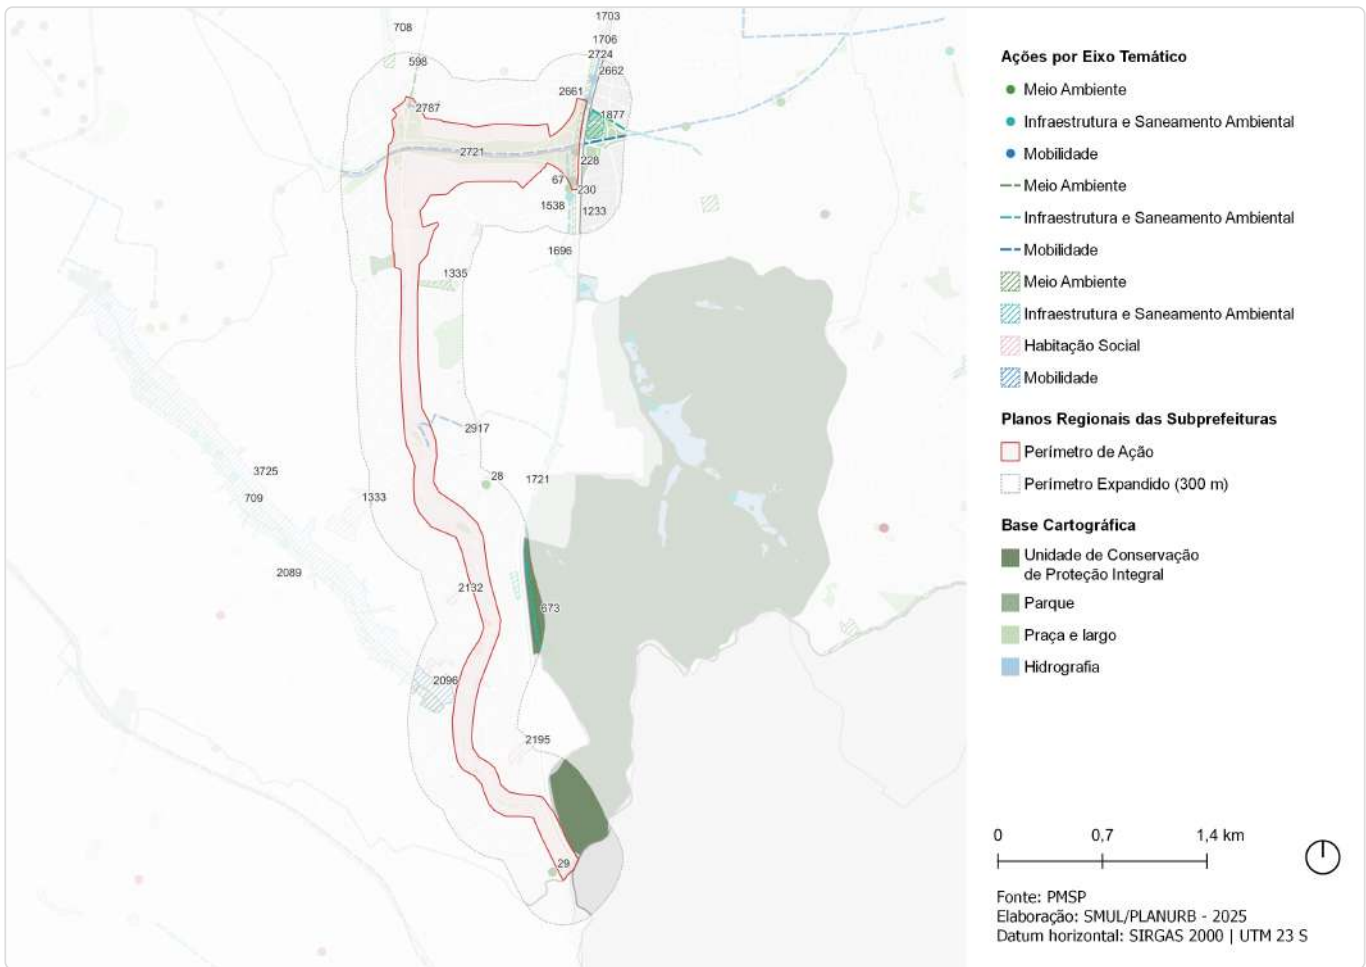 1703
708
1706
2724
598
2662
2661
2787
1877
2721
228
67
230
1538
1233
1696
1335
2917
28
1721
3725
709
1333
2089
2132
673
2096
2195
29
Ações por Eixo Temático
Meio Ambiente
Infraestrutura e Saneamento Ambiental
Mobilidade
Meio Ambiente
Infraestrutura e Saneamento Ambiental
Mobilidade
Meio Ambiente
Infraestrutura e Saneamento Ambiental
Habitação Social
Mobilidade
Planos Regionais das Subprefeituras
Perímetro de Ação
Perímetro Expandido (300 m)
Base Cartográfica
Unidade de Conservação
de Proteção Integral
Parque
Praça e largo
Hidrografia
0 0,7 1,4 km
Fonte: PMSP
Elaboração: SMUL/PLANURB - 2025
Datum horizontal: SIRGAS 2000 | UTM 23 S